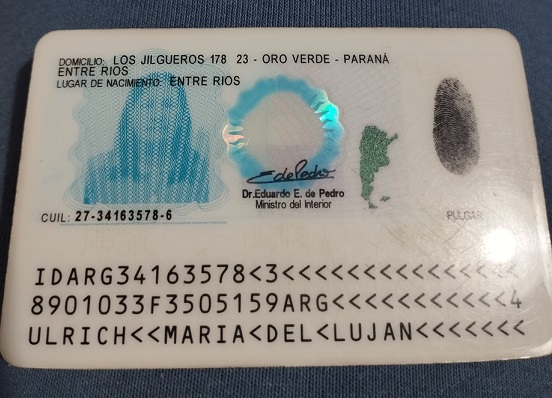 DOMICILIO: LOS JILGUEROS 178 23 - ORO VERDE - PARANÁ
ENTRE RIOS
LUGAR DE NACIMIENTO: ENTRE RIOS
Dr. Eduardo E. de Pedro
Ministro del Interior
CUIL: 27-34163578-6
PULGAR
IDARG34163578<3<<<<<<<<<<<<<<<
8901033F3505159ARG<<<<<<<<<<<4
ULRICH<<MARIA<DEL<LUJAN<<<<<<<